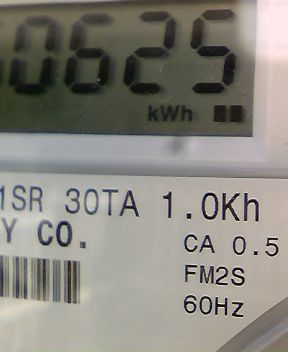 0625
kWh
1SR 30TA 1.0Kh
Y CO.
CA 0.5
FM2S
60Hz